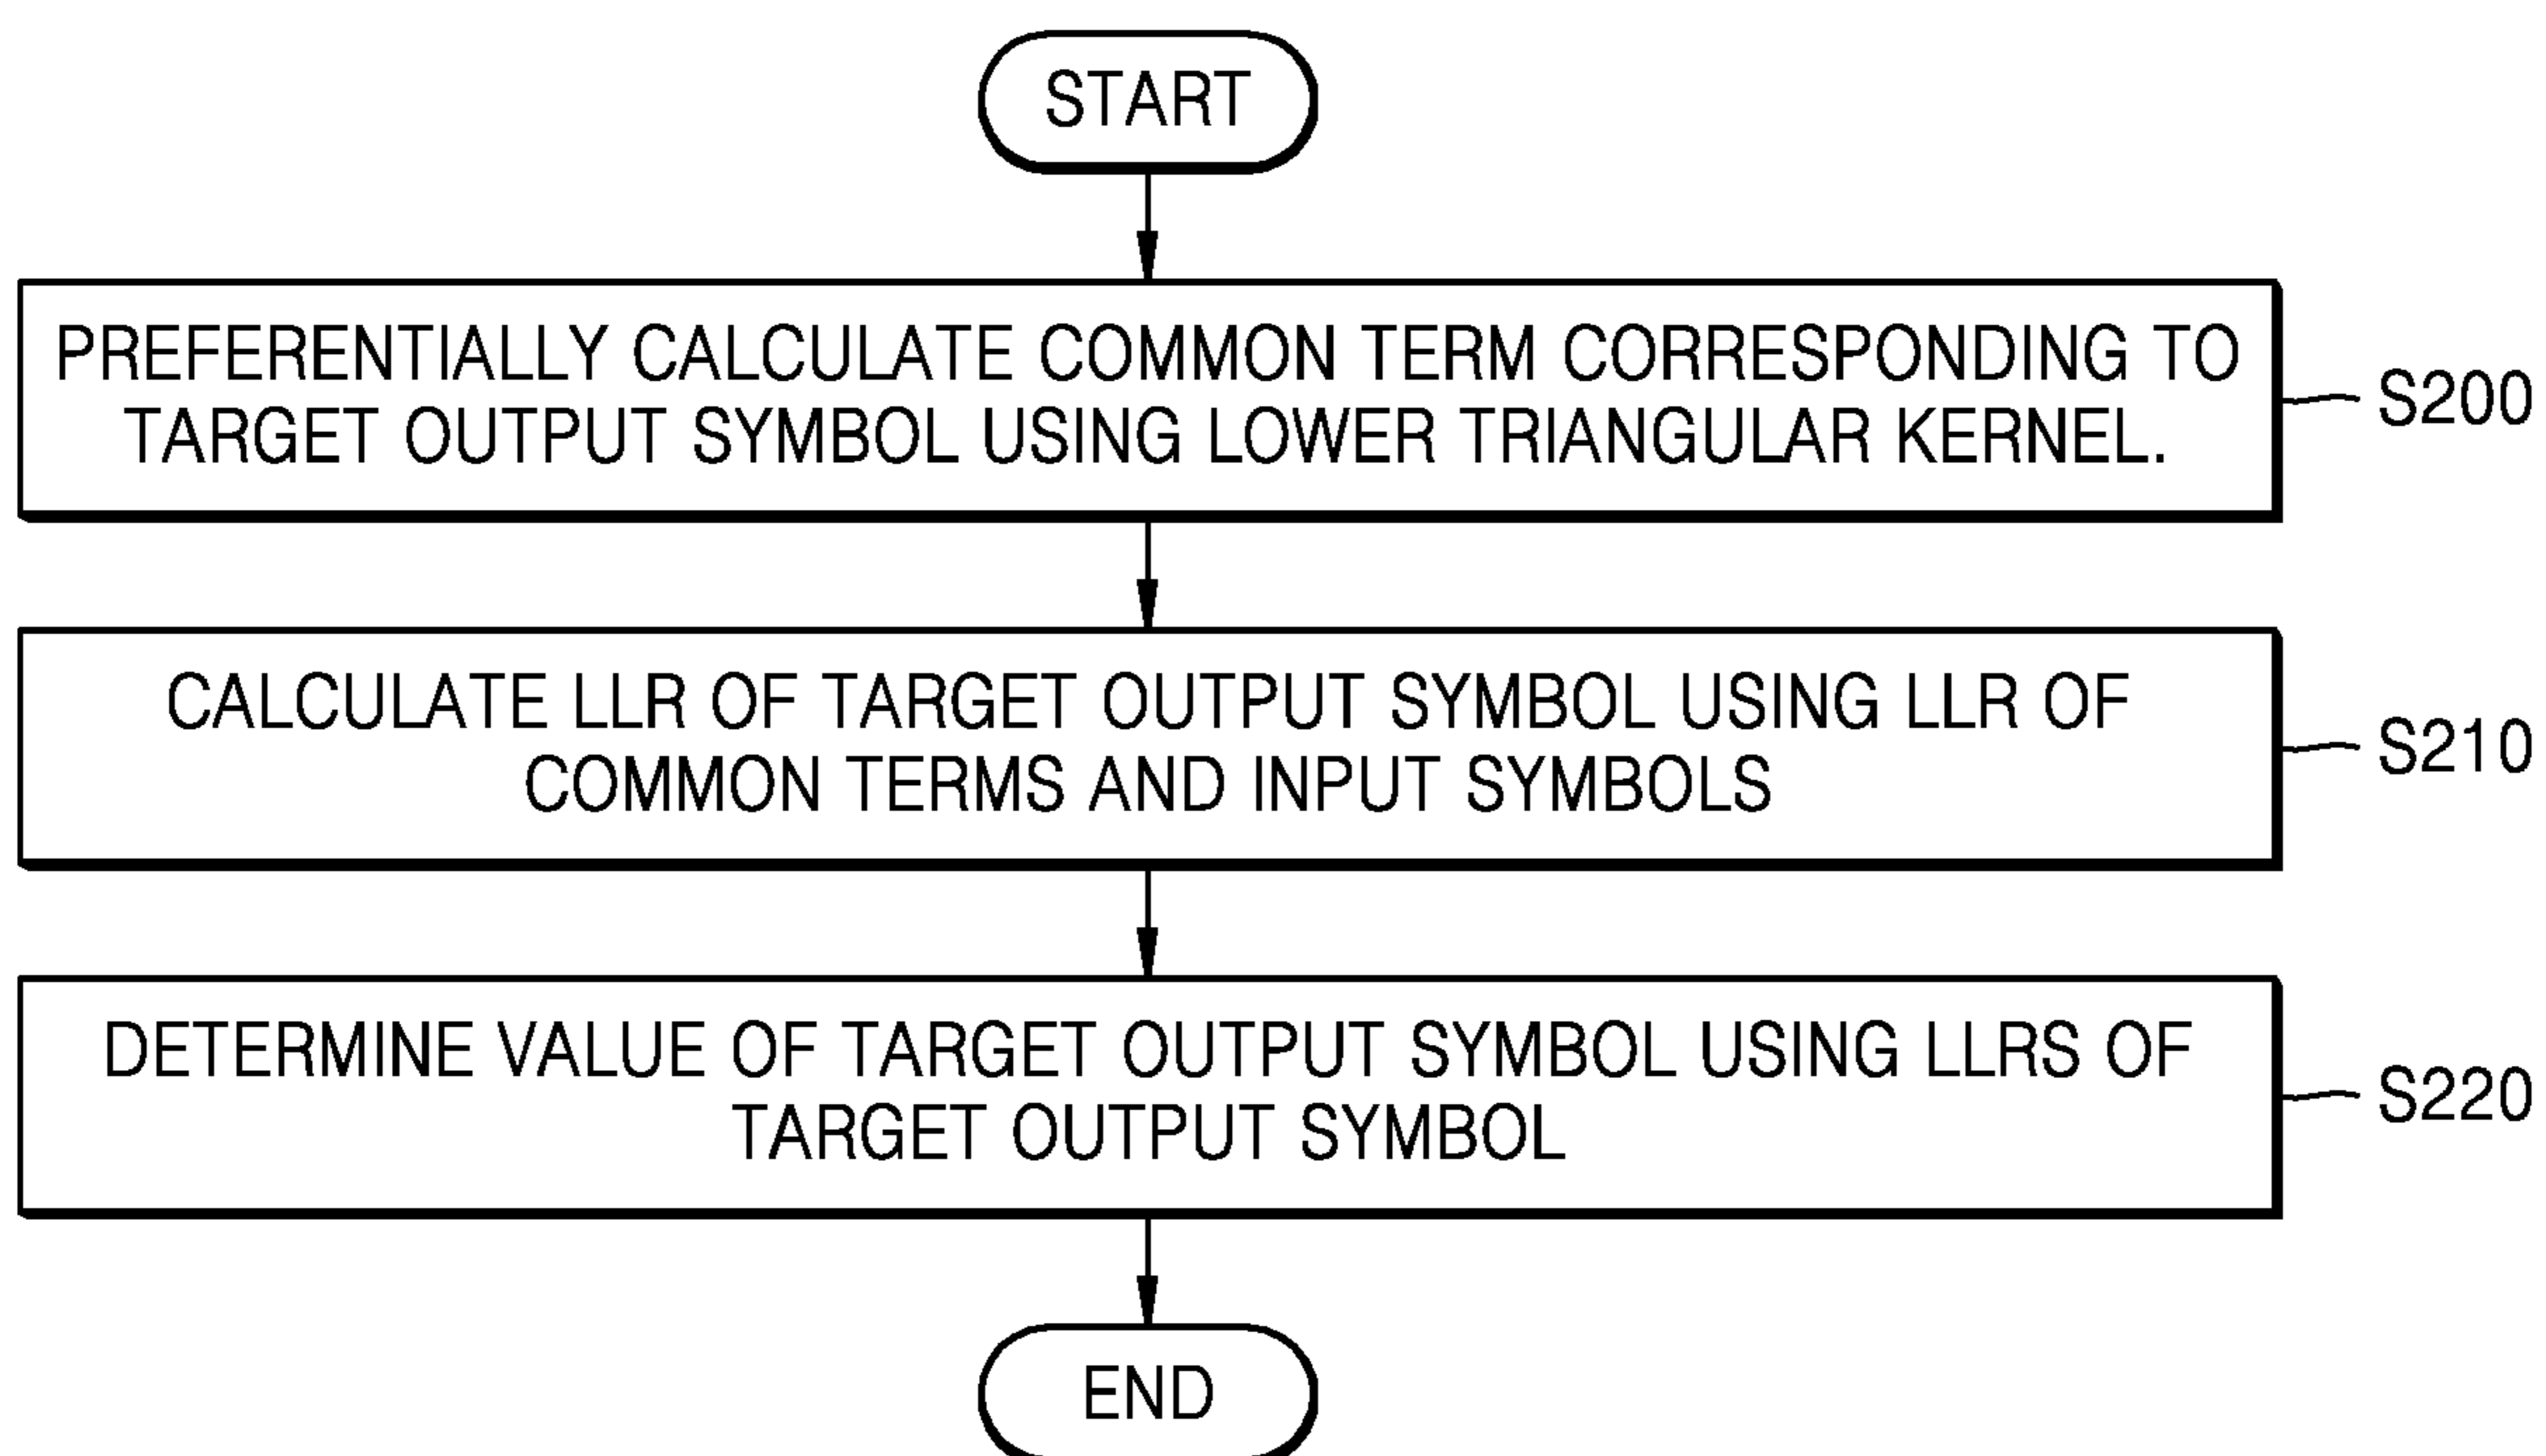 START
PREFERENTIALLY CALCULATE COMMON TERM CORRESPONDING TO
TARGET OUTPUT SYMBOL USING LOWER TRIANGULAR KERNEL.
S200
CALCULATE LLR OF TARGET OUTPUT SYMBOL USING LLR OF
COMMON TERMS AND INPUT SYMBOLS
S210
DETERMINE VALUE OF TARGET OUTPUT SYMBOL USING LLRS OF
TARGET OUTPUT SYMBOL
S220
END